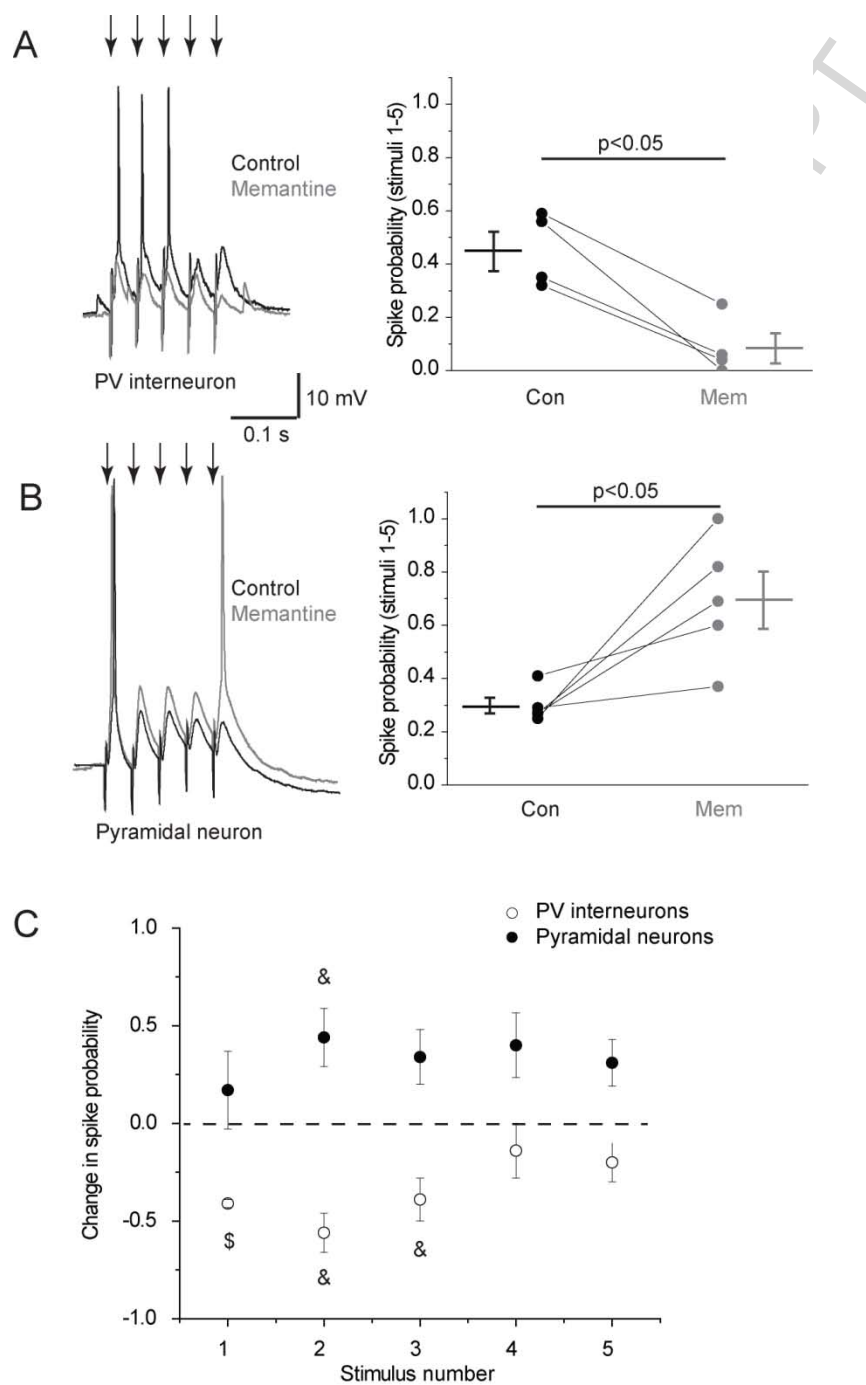 A
Control
Memantine
PV interneuron
10 mV
0.1 s
Spike probability (stimuli 1-5)
1.0
0.8
0.6
0.4
0.2
0.0
p<0.05
Con
Mem
PT
B
Control
Memantine
Pyramidal neuron
Spike probability (stimuli 1-5)
1.0
0.8
0.6
0.4
0.2
0.0
p<0.05
Con
Mem
C
PV interneurons
Pyramidal neurons
Change in spike probability
1.0
0.5
0.0
-0.5
-1.0
&
$
&
&
1
2
3
4
5
Stimulus number